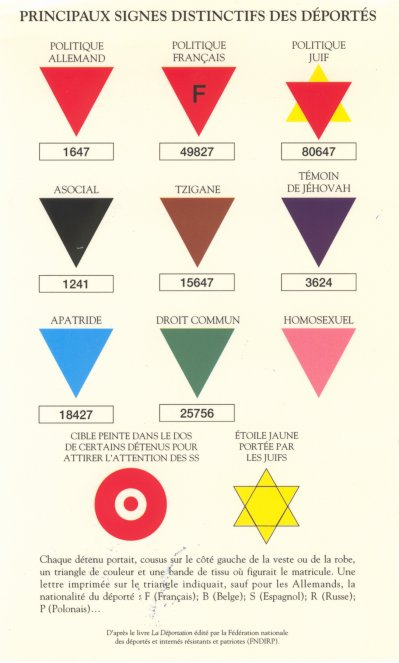 PRINCIPAUX SIGNES DISTINCTIFS DES DÉPORTÉS
POLITIQUE
ALLEMAND
POLITIQUE
FRANÇAIS
POLITIQUE
JUIF
F
1647
49827
80647
ASOCIAL
TZIGANE
TÉMOIN
DE JÉHOVAH
1241
15647
3624
APATRIDE
DROIT COMMUN
HOMOSEXUEL
18427
25756
CIBLE PEINTE DANS LE DOS
DE CERTAINS DÉTENUS POUR
ATTIRER L'ATTENTION DES SS
ÉTOILE JAUNE
PORTÉE PAR
LES JUIFS
Chaque détenu portait, cousus sur le côté gauche de la veste ou de la robe,
un triangle de couleur et une bande de tissu où figurait le matricule. Une
lettre imprimée sur le triangle indiquait, sauf pour les Allemands, la
nationalité du déporté : F (Français); B (Belge); S (Espagnol); R (Russe);
P (Polonais)...
D'après le livre La Déportation édité par la Fédération nationale
des déportés et internés résistants et patriotes (FNDIRP).